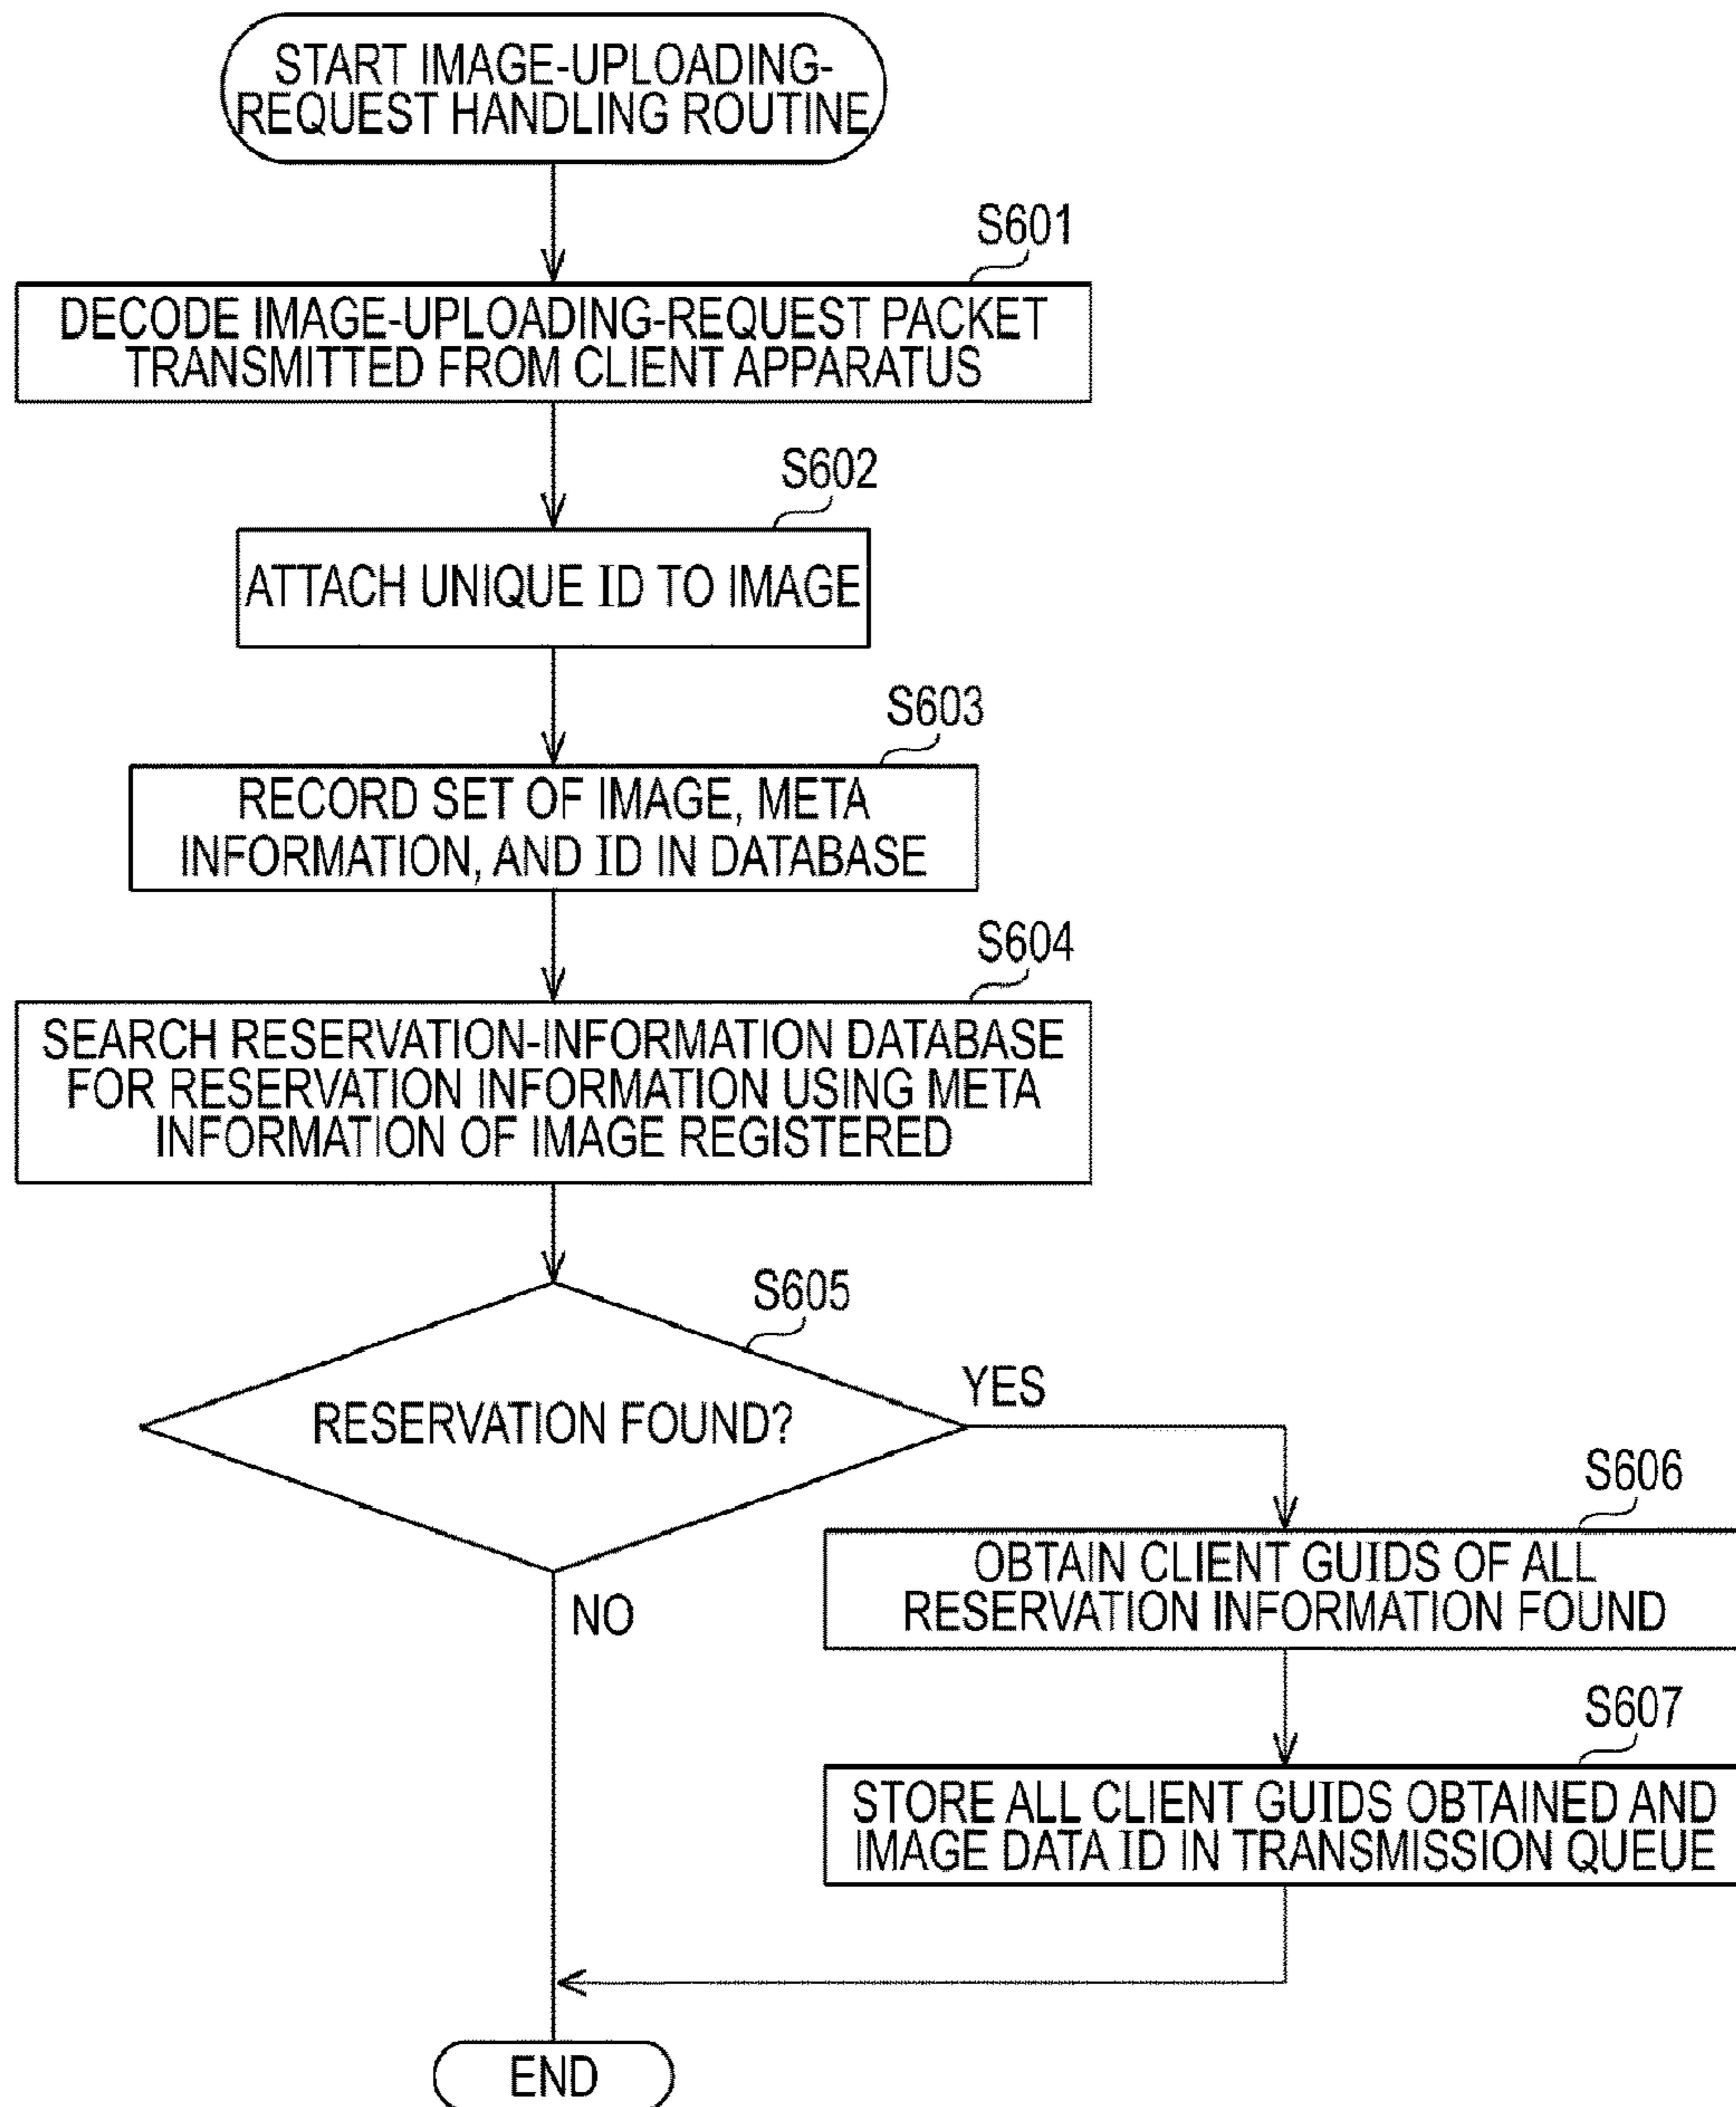 START IMAGE-UPLOADING-
REQUEST HANDLING ROUTINE
S601
DECODE IMAGE-UPLOADING-REQUEST PACKET
TRANSMITTED FROM CLIENT APPARATUS
S602
ATTACH UNIQUE ID TO IMAGE
S603
RECORD SET OF IMAGE, META
INFORMATION, AND ID IN DATABASE
S604
SEARCH RESERVATION-INFORMATION DATABASE
FOR RESERVATION INFORMATION USING META
INFORMATION OF IMAGE REGISTERED
S605
RESERVATION FOUND?
YES
NO
S606
OBTAIN CLIENT GUIDS OF ALL
RESERVATION INFORMATION FOUND
S607
STORE ALL CLIENT GUIDS OBTAINED AND
IMAGE DATA ID IN TRANSMISSION QUEUE
END